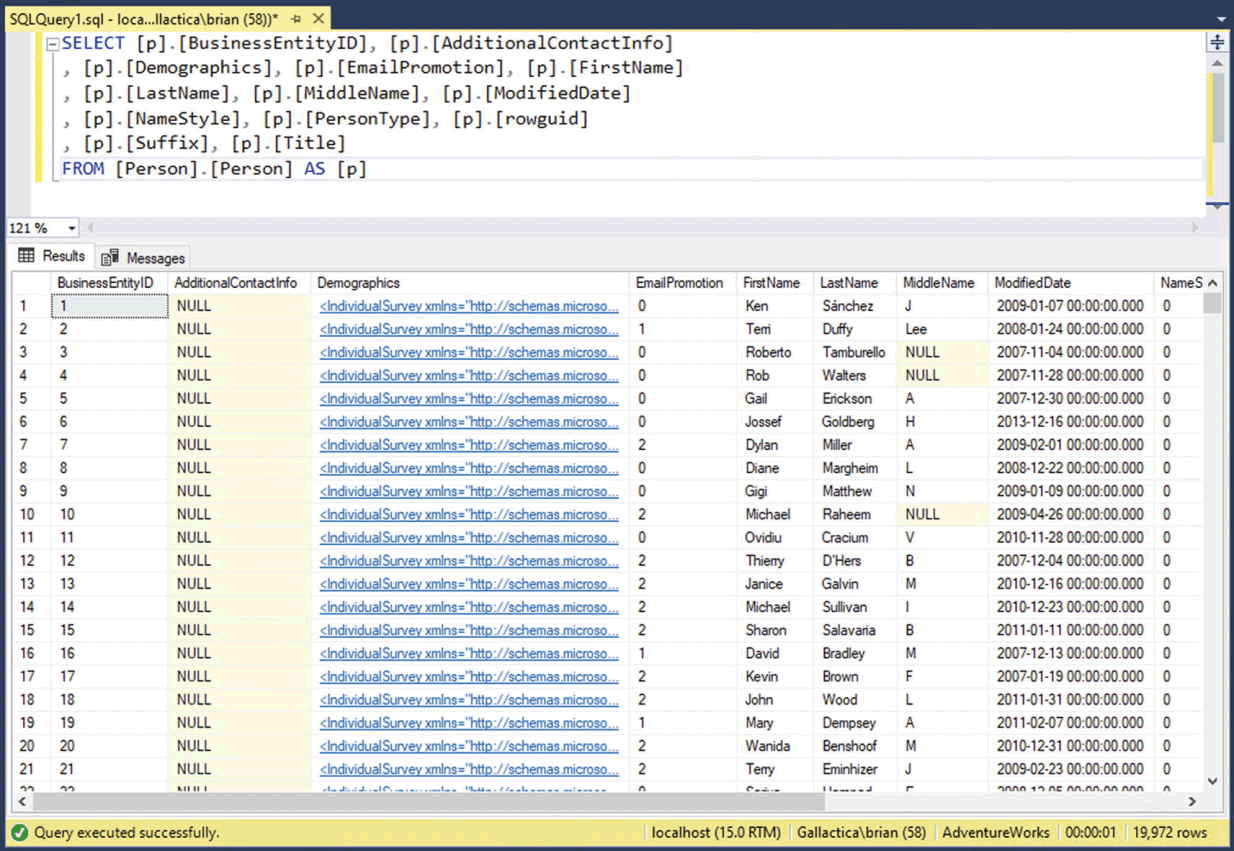 SQLQuery1.sql - loca...llactica\brian (58))*
SELECT [p].[BusinessEntityID], [p].[AdditionalContactInfo]
, [p].[Demographics], [p].[EmailPromotion], [p].[FirstName]
, [p].[LastName], [p].[MiddleName], [p].[ModifiedDate]
, [p].[NameStyle], [p].[PersonType], [p].[rowguid]
, [p].[Suffix], [p].[Title]
FROM [Person].[Person] AS [p]
121 %
Results Messages
BusinessEntityID AdditionalContactInfo Demographics EmailPromotion FirstName LastName MiddleName ModifiedDate NameS
1 1 NULL <IndividualSurvey xmlns="http://schemas.microso... 0 Ken Sánchez J 2009-01-07 00:00:00.000 0
2 2 NULL <IndividualSurvey xmlns="http://schemas.microso... 1 Terri Duffy Lee 2008-01-24 00:00:00.000 0
3 3 NULL <IndividualSurvey xmlns="http://schemas.microso... 0 Roberto Tamburello NULL 2007-11-04 00:00:00.000 0
4 4 NULL <IndividualSurvey xmlns="http://schemas.microso... 0 Rob Walters NULL 2007-11-28 00:00:00.000 0
5 5 NULL <IndividualSurvey xmlns="http://schemas.microso... 0 Gail Erickson A 2007-12-30 00:00:00.000 0
6 6 NULL <IndividualSurvey xmlns="http://schemas.microso... 0 Jossef Goldberg H 2013-12-16 00:00:00.000 0
7 7 NULL <IndividualSurvey xmlns="http://schemas.microso... 2 Dylan Miller A 2009-02-01 00:00:00.000 0
8 8 NULL <IndividualSurvey xmlns="http://schemas.microso... 0 Diane Margheim L 2008-12-22 00:00:00.000 0
9 9 NULL <IndividualSurvey xmlns="http://schemas.microso... 0 Gigi Matthew N 2009-01-09 00:00:00.000 0
10 10 NULL <IndividualSurvey xmlns="http://schemas.microso... 2 Michael Raheem NULL 2009-04-26 00:00:00.000 0
11 11 NULL <IndividualSurvey xmlns="http://schemas.microso... 0 Ovidiu Cracium V 2010-11-28 00:00:00.000 0
12 12 NULL <IndividualSurvey xmlns="http://schemas.microso... 2 Thierry D'Hers B 2007-12-04 00:00:00.000 0
13 13 NULL <IndividualSurvey xmlns="http://schemas.microso... 2 Janice Galvin M 2010-12-16 00:00:00.000 0
14 14 NULL <IndividualSurvey xmlns="http://schemas.microso... 2 Michael Sullivan I 2010-12-23 00:00:00.000 0
15 15 NULL <IndividualSurvey xmlns="http://schemas.microso... 2 Sharon Salavaria B 2011-01-11 00:00:00.000 0
16 16 NULL <IndividualSurvey xmlns="http://schemas.microso... 1 David Bradley M 2007-12-13 00:00:00.000 0
17 17 NULL <IndividualSurvey xmlns="http://schemas.microso... 2 Kevin Brown F 2007-01-19 00:00:00.000 0
18 18 NULL <IndividualSurvey xmlns="http://schemas.microso... 2 John Wood L 2011-01-31 00:00:00.000 0
19 19 NULL <IndividualSurvey xmlns="http://schemas.microso... 1 Mary Dempsey A 2011-02-07 00:00:00.000 0
20 20 NULL <IndividualSurvey xmlns="http://schemas.microso... 2 Wanida Benshoof M 2010-12-31 00:00:00.000 0
21 21 NULL <IndividualSurvey xmlns="http://schemas.microso... 2 Terry Eminhizer J 2009-02-23 00:00:00.000 0
Query executed successfully. localhost (15.0 RTM) Gallactica\brian (58) AdventureWorks 00:00:01 19,972 rows